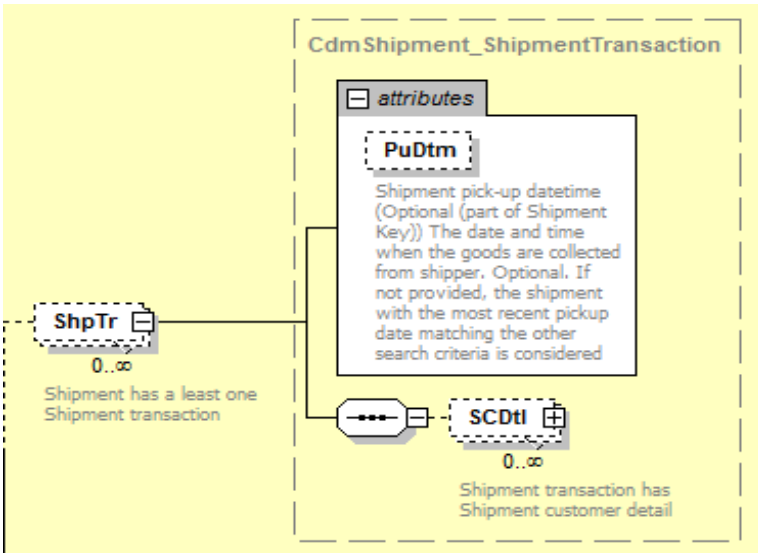 CdmShipment_ShipmentTransaction
attributes
PuDtm
Shipment pick-up datetime
(Optional (part of Shipment
Key)) The date and time
when the goods are collected
from shipper. Optional. If
not provided, the shipment
with the most recent pickup
date matching the other
search criteria is considered
ShpTr
0..∞
Shipment has a least one
Shipment transaction
SCDtl
0..∞
Shipment transaction has
Shipment customer detail